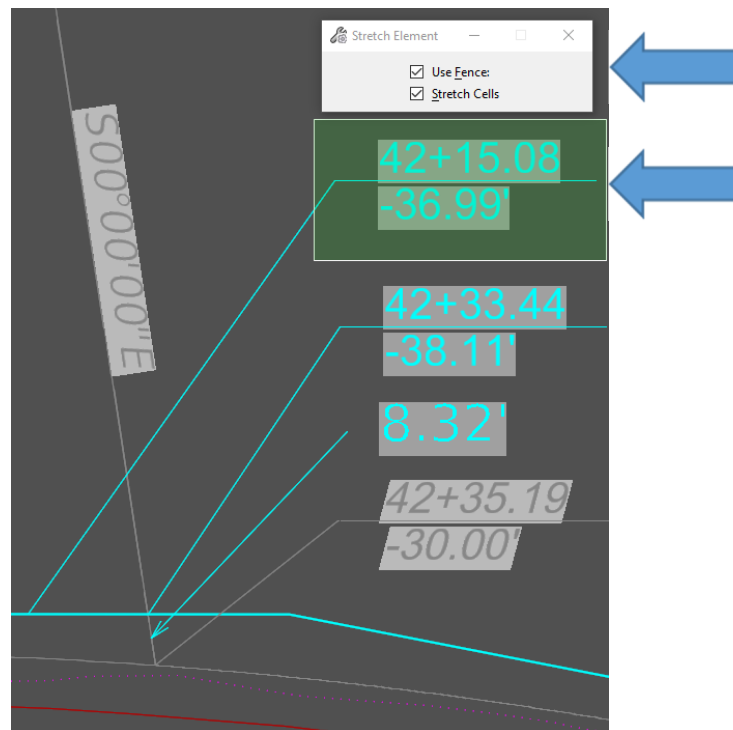 Stretch Element
Use Fence:
Stretch Cells
S00°00'00"E
42+15.08
-36.99'
42+33.44
-38.11'
8.32'
42+35.19
-30.00'